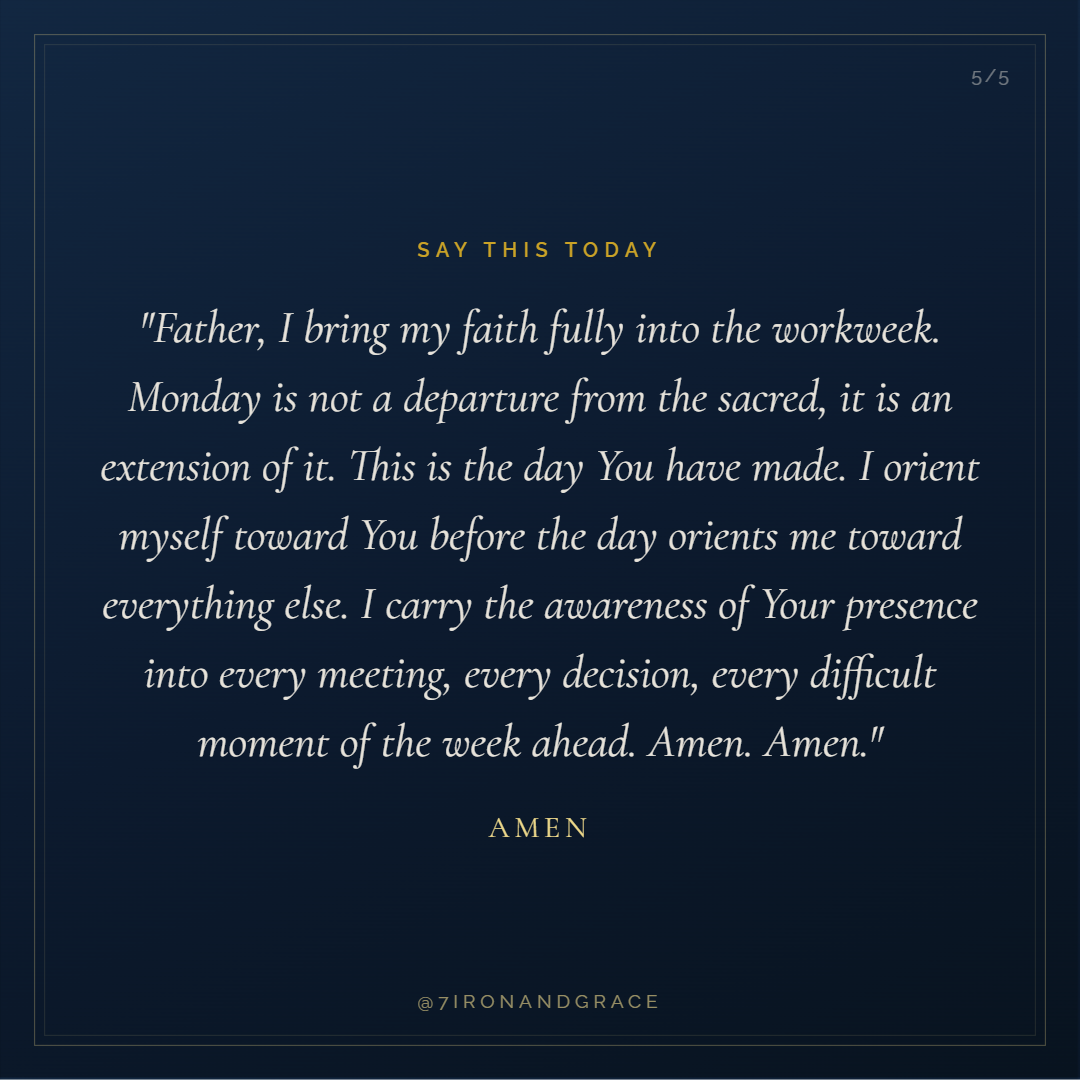 5/5
SAY THIS TODAY
"Father, I bring my faith fully into the workweek.
Monday is not a departure from the sacred, it is an
extension of it. This is the day You have made. I orient
myself toward You before the day orients me toward
everything else. I carry the awareness of Your presence
into every meeting, every decision, every difficult
moment of the week ahead. Amen. Amen."
AMEN
@7IRONANDGRACE